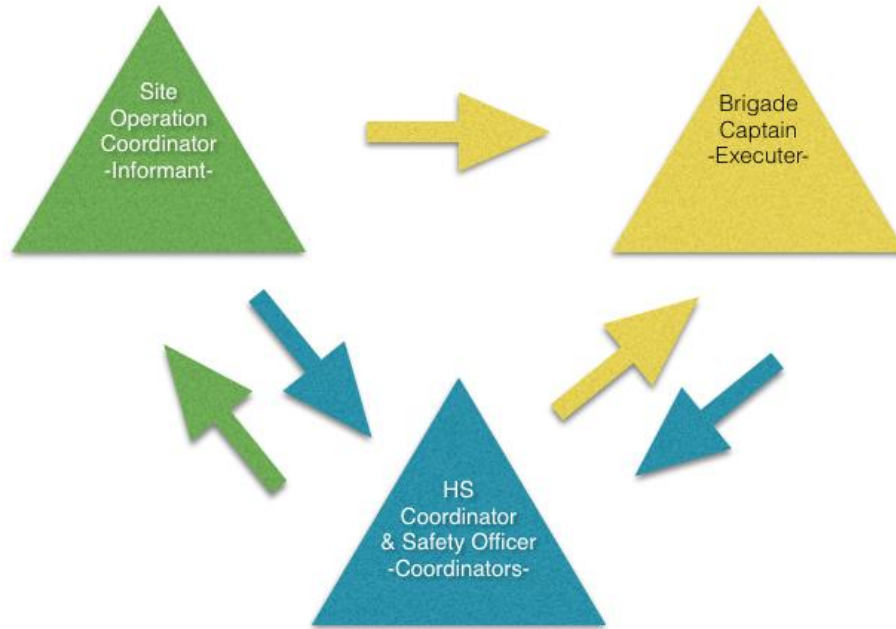 Site
Operation
Coordinator
-Informant-
Brigade
Captain
-Executer-
HS
Coordinator
& Safety Officer
-Coordinators-